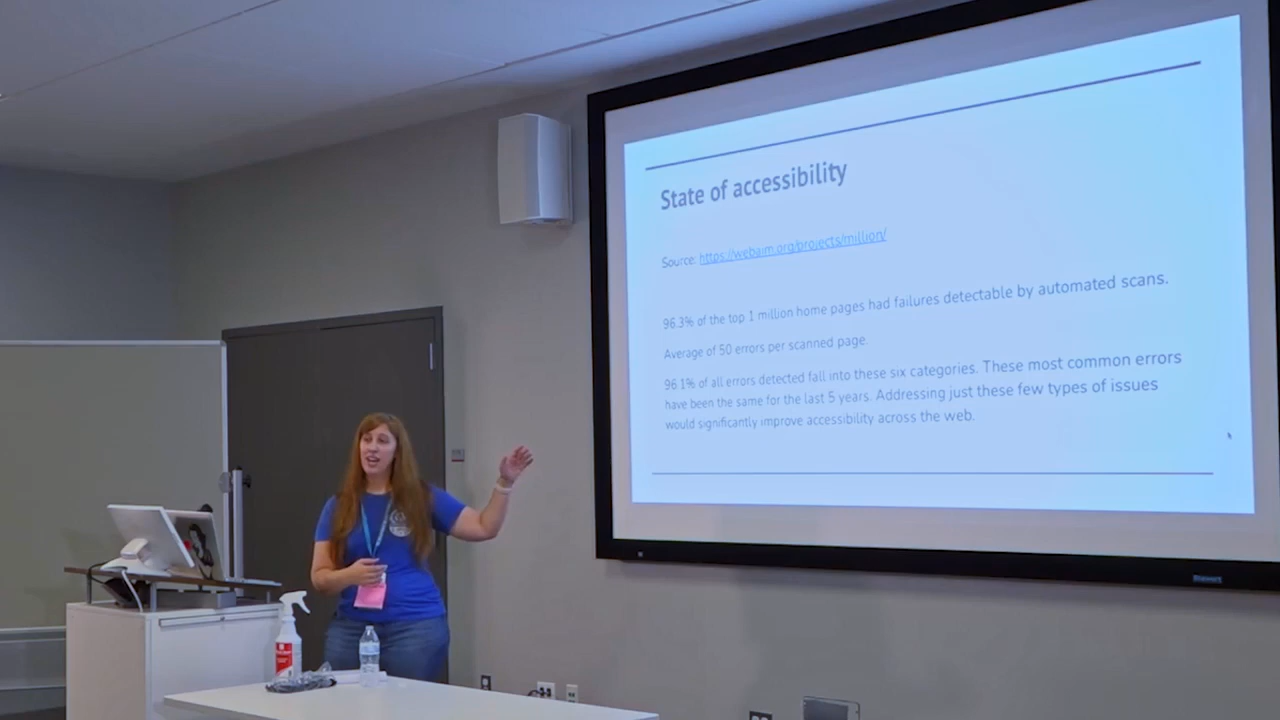 State of accessibility
Source: https://webaim.org/projects/million/
96.3% of the top 1 million home pages had failures detectable by automated scans.
Average of 50 errors per scanned page.
96.1% of all errors detected fall into these six categories. These most common errors
have been the same for the last 5 years. Addressing just these few types of issues
would significantly improve accessibility across the web.